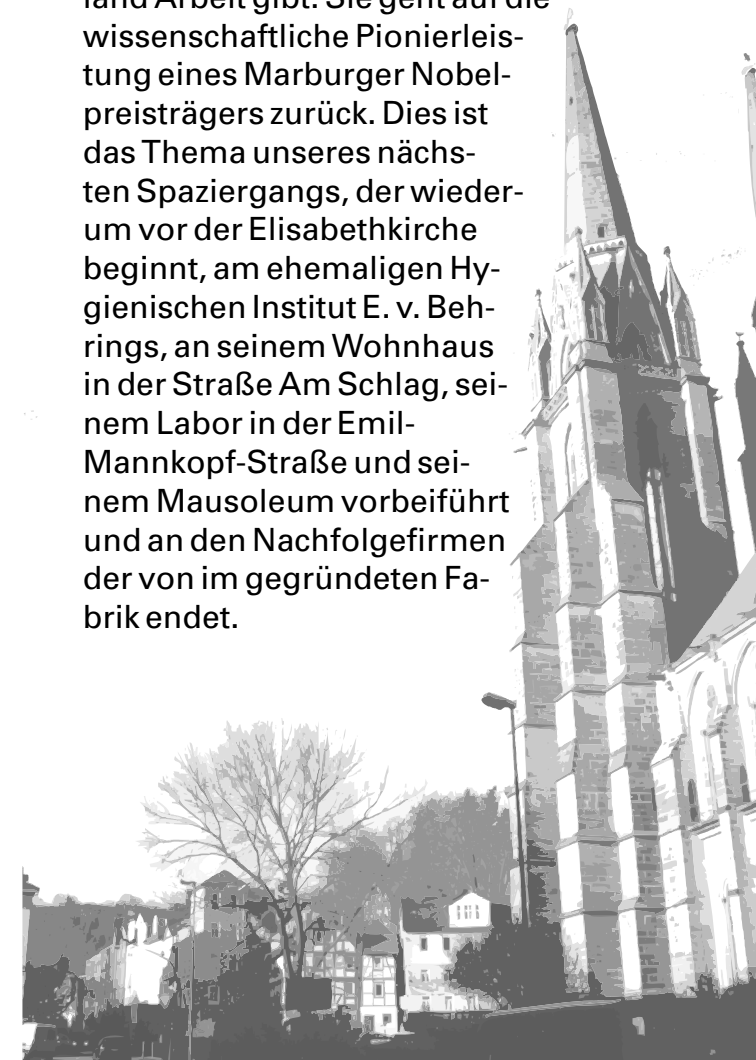 land Arbeit gibt. Sie geht auf die
wissenschaftliche Pionierleis-
tung eines Marburger Nobel-
preisträgers zurück. Dies ist
das Thema unseres nächs-
ten Spaziergangs, der wieder-
um vor der Elisabethkirche
beginnt, am ehemaligen Hy-
gienischen Institut E. v. Beh-
rings, an seinem Wohnhaus
in der Straße Am Schlag, sei-
nem Labor in der Emil-
Mannkopf-Straße und sei-
nem Mausoleum vorbeiführt
und an den Nachfolgefirmen
der von im gegründeten Fa-
brik endet.